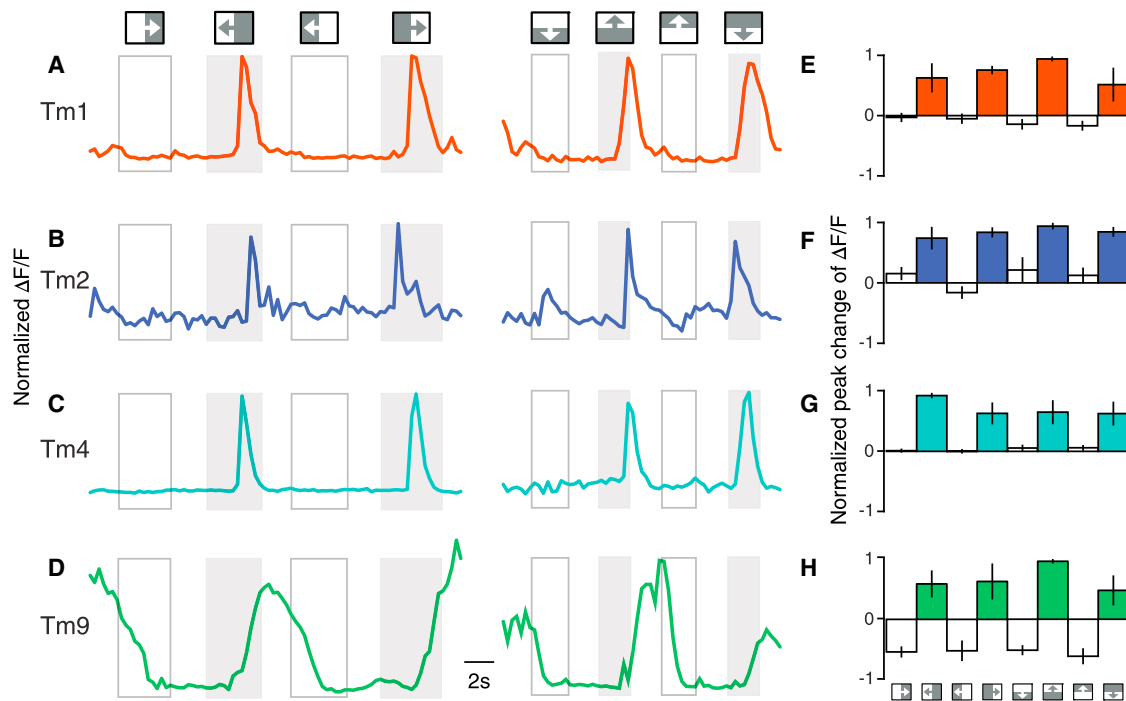 A
Tm1
B
Tm2
C
Tm4
D
Tm9
Normalized ΔF/F
2s
E
1
0
-1
F
1
0
-1
G
1
0
-1
H
1
0
-1
Normalized peak change of ΔF/F